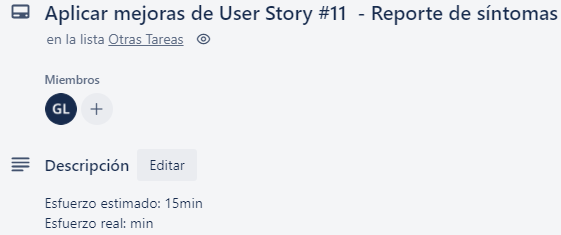 Aplicar mejoras de User Story #11 - Reporte de síntomas
en la lista Otras Tareas
Miembros
GL +
Descripción Editar
Esfuerzo estimado: 15min
Esfuerzo real: min